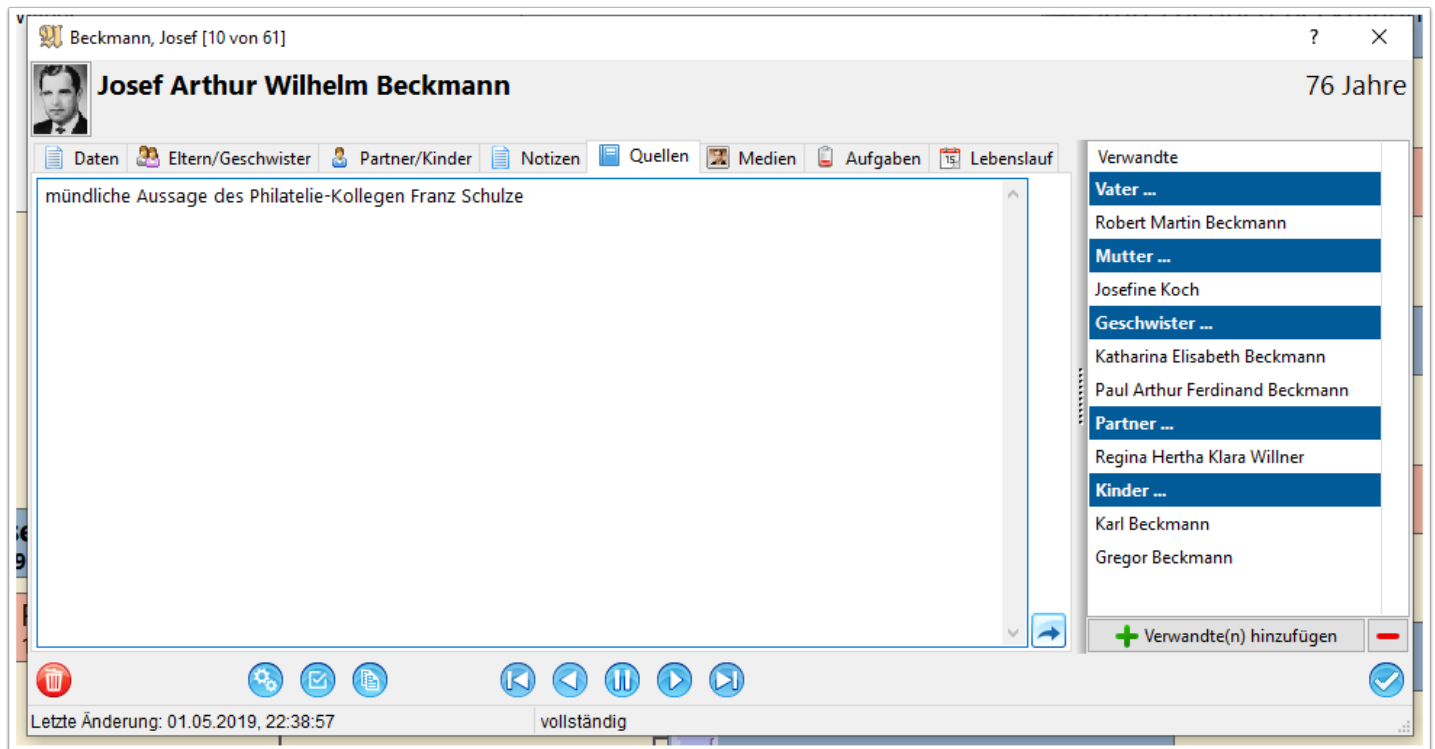 Beckmann, Josef [10 von 61]
?
Josef Arthur Wilhelm Beckmann
76 Jahre
Daten Eltern/Geschwister Partner/Kinder Notizen Quellen Medien Aufgaben 15 Lebenslauf
mündliche Aussage des Philatelie-Kollegen Franz Schulze
Verwandte
Vater ...
Robert Martin Beckmann
Mutter ...
Josefine Koch
Geschwister ...
Katharina Elisabeth Beckmann
Paul Arthur Ferdinand Beckmann
Partner ...
Regina Hertha Klara Willner
Kinder ...
Karl Beckmann
Gregor Beckmann
Verwandte(n) hinzufügen
Letzte Änderung: 01.05.2019, 22:38:57
vollständig